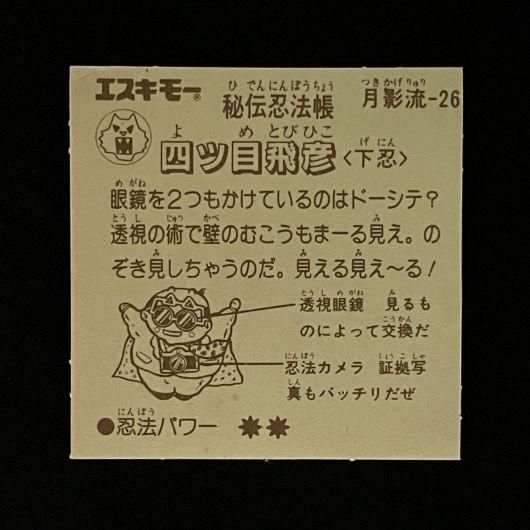 エスキモー®
秘伝忍法帳
ひでんにんぽうちょう
月影流-26
つきかげりゅう
四ツ目飛彦〈下忍〉
よめとびひこ げにん
眼鏡を2つもかけているのはドーシテ?
めがね
透視の術で壁のむこうもまーる見え。の
とうし じゅつ かべ み
ぞき見しちゃうのだ。見える見え〜る!
み み み
透視眼鏡 見るも
とうしめがね み
のによって交換だ
こうかん
忍法カメラ 証拠写
にんぽう しょうこしゃ
真もバッチリだぜ
しん
●忍法パワー
にんぽう